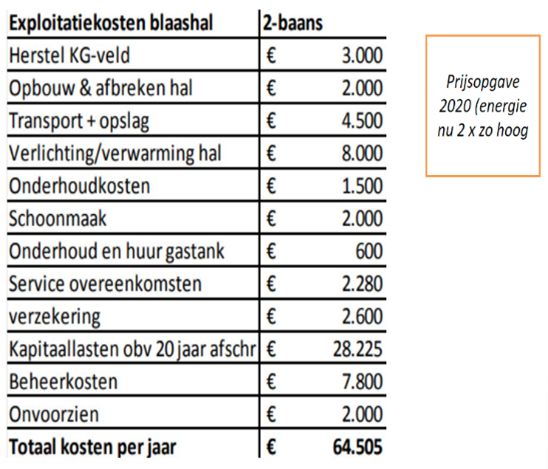 Exploitatiekosten blaashal 2-baans
Herstel KG-veld € 3.000
Opbouw & afbreken hal € 2.000
Transport + opslag € 4.500
Verlichting/verwarming hal € 8.000
Onderhoudkosten € 1.500
Schoonmaak € 2.000
Onderhoud en huur gastank € 600
Service overeenkomsten € 2.280
verzekering € 2.600
Kapitaallasten obv 20 jaar afschr € 28.225
Beheerkosten € 7.800
Onvoorzien € 2.000
Totaal kosten per jaar € 64.505
Prijsopgave
2020 (energie
nu 2 x zo hoog